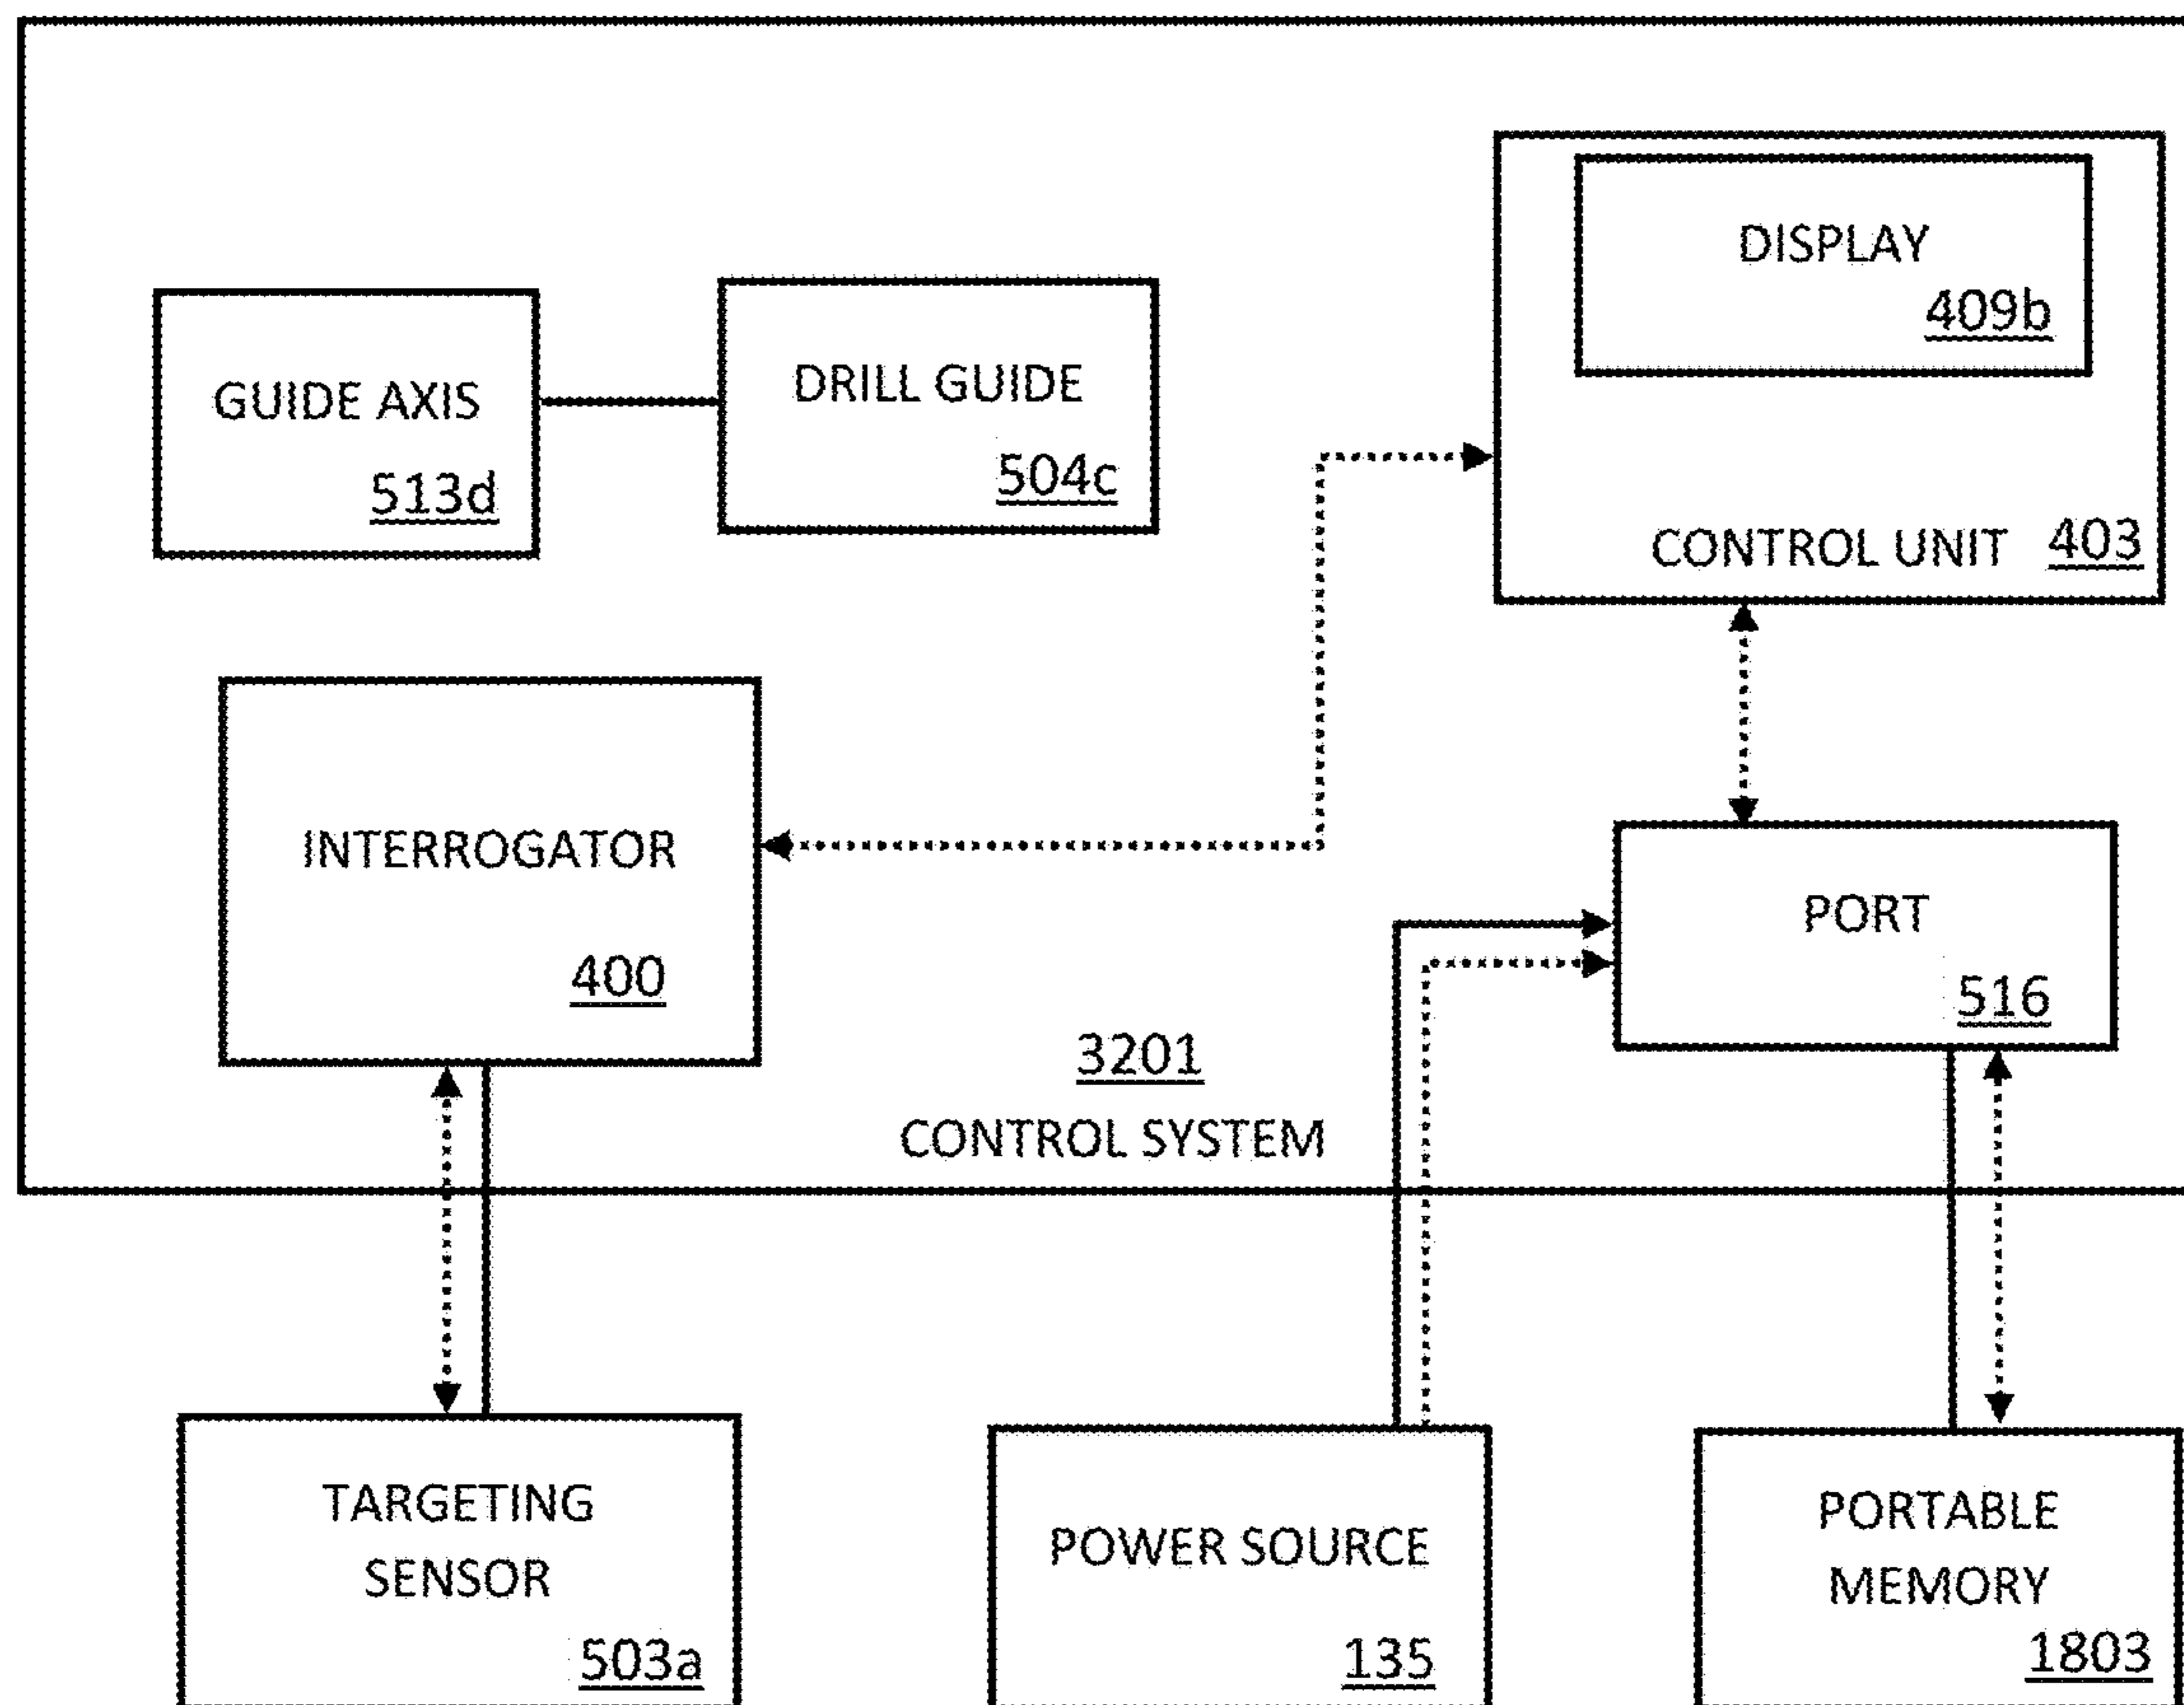 DISPLAY
409b
GUIDE AXIS
513d
DRILL GUIDE
504c
CONTROL UNIT 403
INTERROGATOR
400
PORT
516
3201
CONTROL SYSTEM
TARGETING
SENSOR
503a
POWER SOURCE
135
PORTABLE
MEMORY
1803